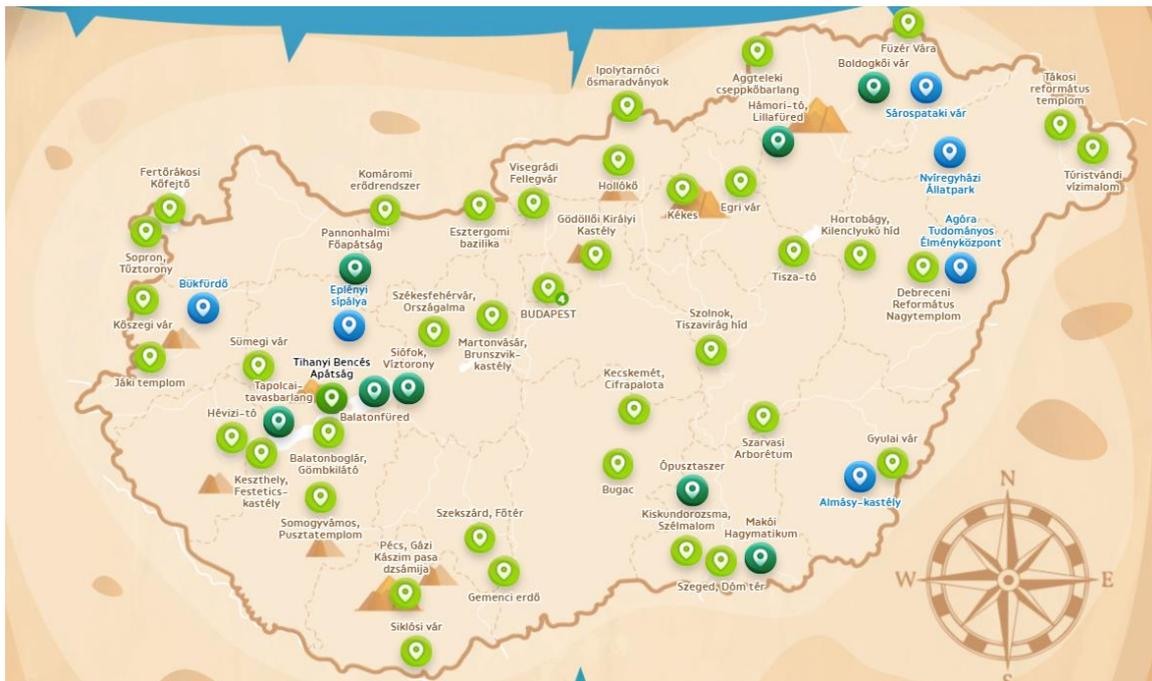 Füzér Vára
Boldogkői vár
Ipolytarnóci
ősmaradványok
Aggteleki
cseppkőbarlang
Tákosi
református
templom
Hámori-tó,
Lillafüred
Sárospataki vár
Fertőrákosi
Kőfejtő
Komáromi
erődrendszer
Visegrádi
Fellegvár
Hollókő
Nyíregyházi
Állatpark
Túristvándi
vízimalom
Kékes
Egri vár
Gödöllői Királyi
Kastély
Hortobágy,
Kilenclyukú híd
Agóra
Tudományos
Élményközpont
Pannonhalmi
Főapátság
Esztergomi
bazilika
Sopron,
Tűztorony
Tisza-tó
Bükfürdő
Eplényi
sípálya
Székesfehérvár,
Országalma
4
BUDAPEST
Debreceni
Református
Nagytemplom
Kőszegi vár
Szolnok,
Tiszavirág híd
Sümegi vár
Martonvásár,
Brunszvik-
kastély
Tihanyi Bencés
Apátság
Siófok,
Víztorony
Jáki templom
Kecskemét,
Cifrapalota
Tapolcai-
tavasbarlang
Hévízi-tó
Balatonfüred
Szarvasi
Arborétum
Gyulai vár
Balatonboglár,
Gömbkilátó
Keszthely,
Festetics-
kastély
Bugac
Ópusztaszer
Almásy-kastély
N
Somogyvámos,
Pusztatemplom
Szekszárd, Főtér
Kiskundorozsma,
Szélmalom
Makói
Hagymatikum
Pécs, Gázi
Kászim pasa
dzsámija
W
E
Gemenci erdő
Szeged, Dóm tér
Siklósi vár
S